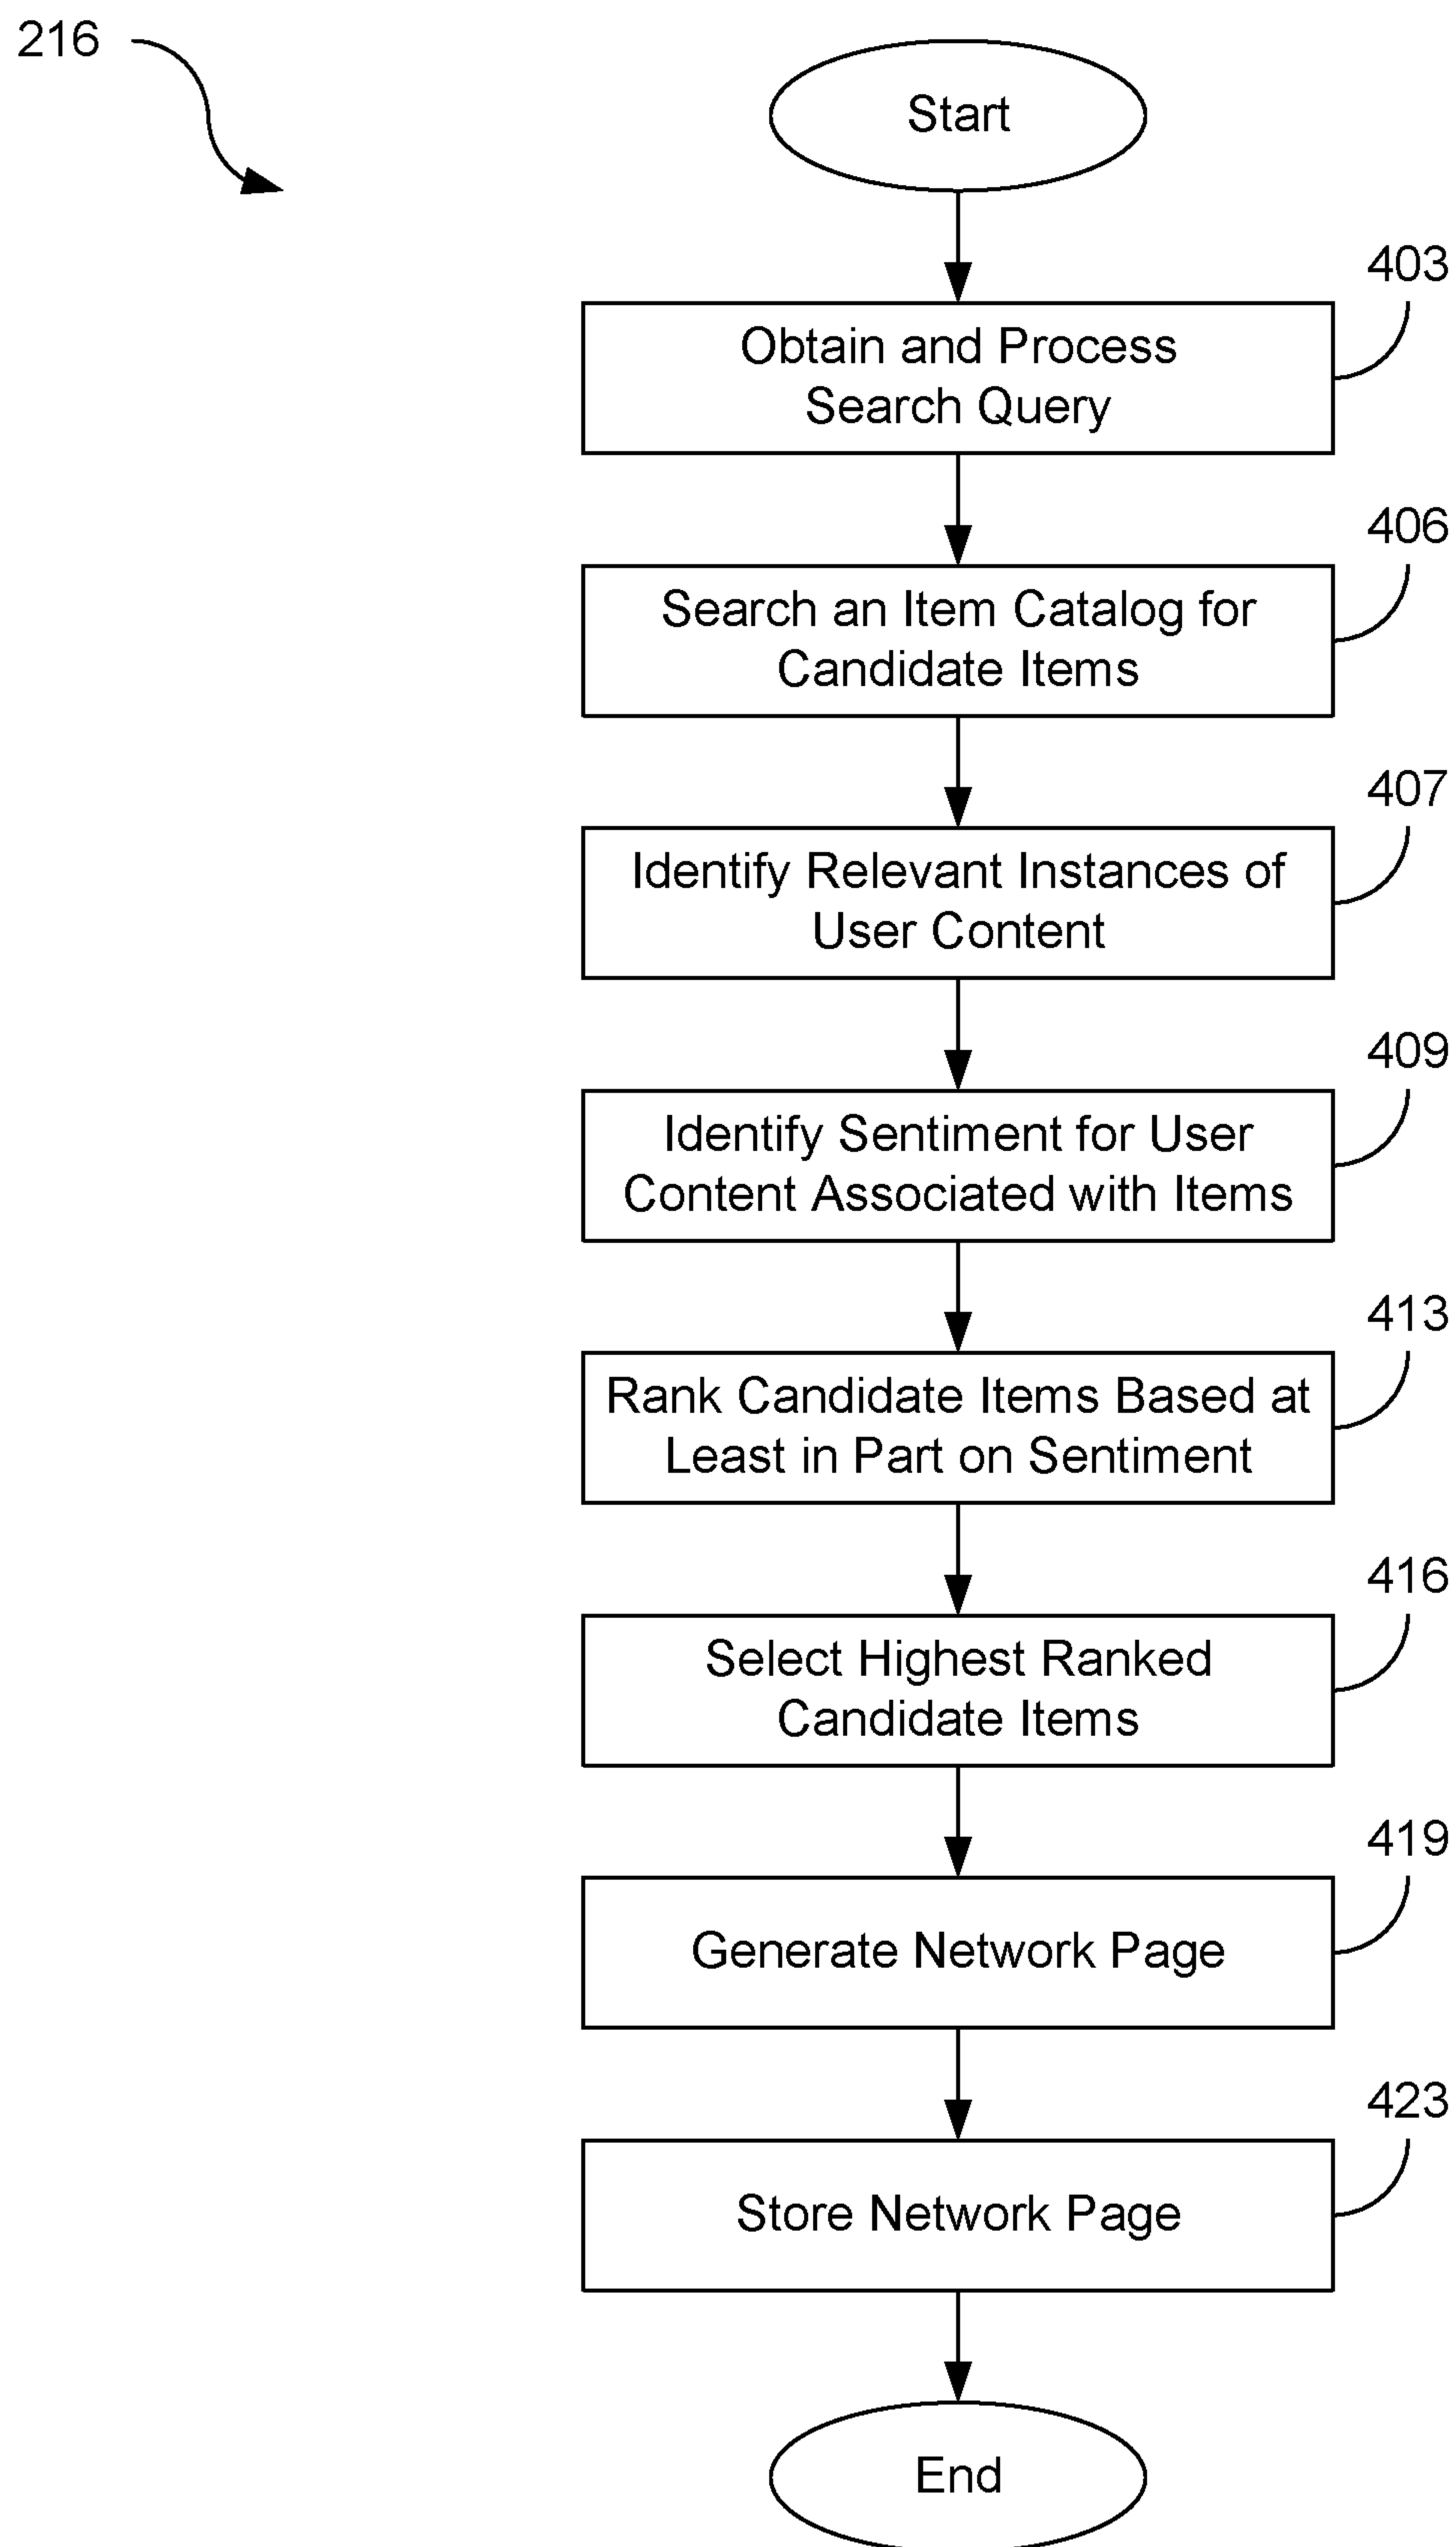 216
Start
403
Obtain and Process
Search Query
406
Search an Item Catalog for
Candidate Items
407
Identify Relevant Instances of
User Content
409
Identify Sentiment for User
Content Associated with Items
413
Rank Candidate Items Based at
Least in Part on Sentiment
416
Select Highest Ranked
Candidate Items
419
Generate Network Page
423
Store Network Page
End